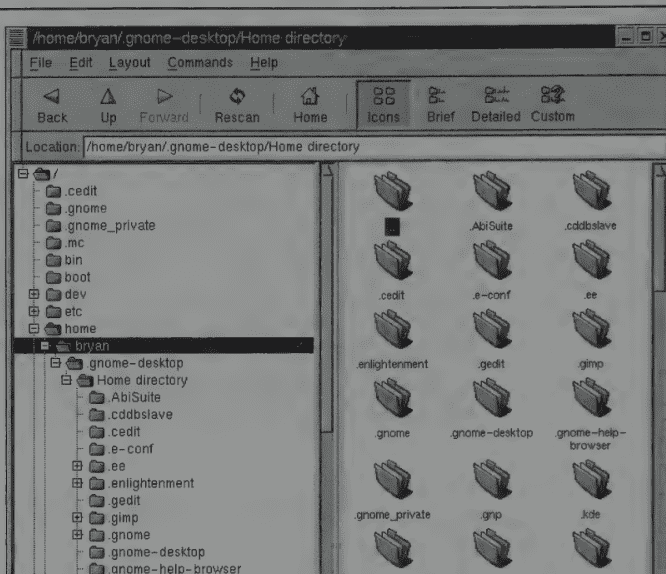 /home/bryan/.gnome-desktop/Home directory
File Edit Layout Commands Help
Back Up Forward Rescan Home Icons Brief Detailed Custom
Location: /home/bryan/.gnome-desktop/Home directory
/
.cedit
.gnome
.gnome_private
.mc
bin
boot
dev
etc
home
bryan
.gnome-desktop
Home directory
.AbiSuite
.cddbslave
.cedit
.e-conf
.ee
.enlightenment
.gedit
.gimp
.gnome
.gnome-desktop
.gnome-help-browser
.AbiSuite .cddbslave
.cedit .e-conf .ee
.enlightenment .gedit .gimp
.gnome .gnome-desktop .gnome-help-
browser
.gnome_private .gnp .kde